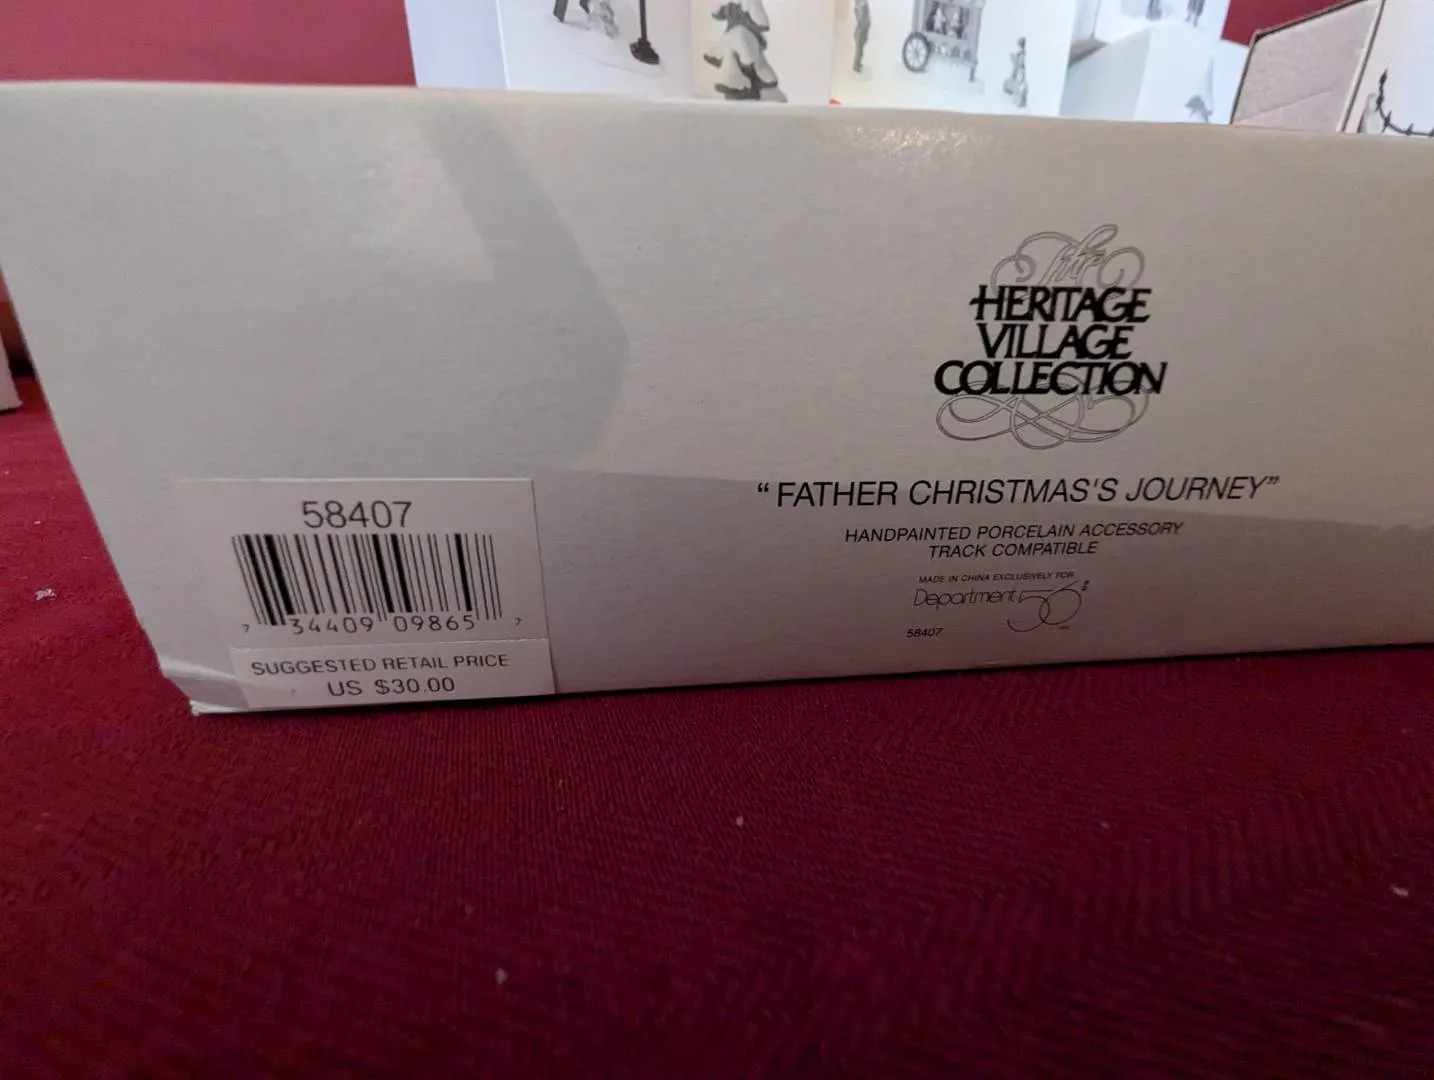 The
HERITAGE
VILLAGE
COLLECTION
“FATHER CHRISTMAS'S JOURNEY”
HANDPAINTED PORCELAIN ACCESSORY
TRACK COMPATIBLE
MADE IN CHINA EXCLUSIVELY FOR
Department 56
58407
58407
7 34409 09865 7
SUGGESTED RETAIL PRICE
US $30.00